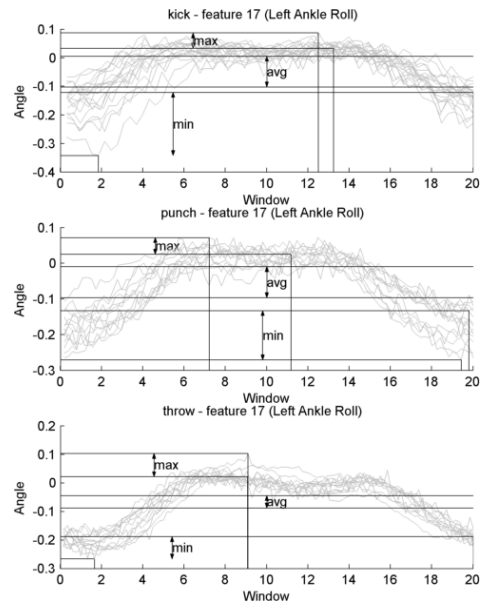 kick - feature 17 (Left Ankle Roll)
0.1
0
-0.1
-0.2
-0.3
-0.4
Angle
max
avg
min
0 2 4 6 8 10 12 14 16 18 20
Window
punch - feature 17 (Left Ankle Roll)
0.1
0
-0.1
-0.2
-0.3
Angle
max
avg
min
0 2 4 6 8 10 12 14 16 18 20
Window
throw - feature 17 (Left Ankle Roll)
0.2
0.1
0
-0.1
-0.2
-0.3
Angle
max
avg
min
0 2 4 6 8 10 12 14 16 18 20
Window